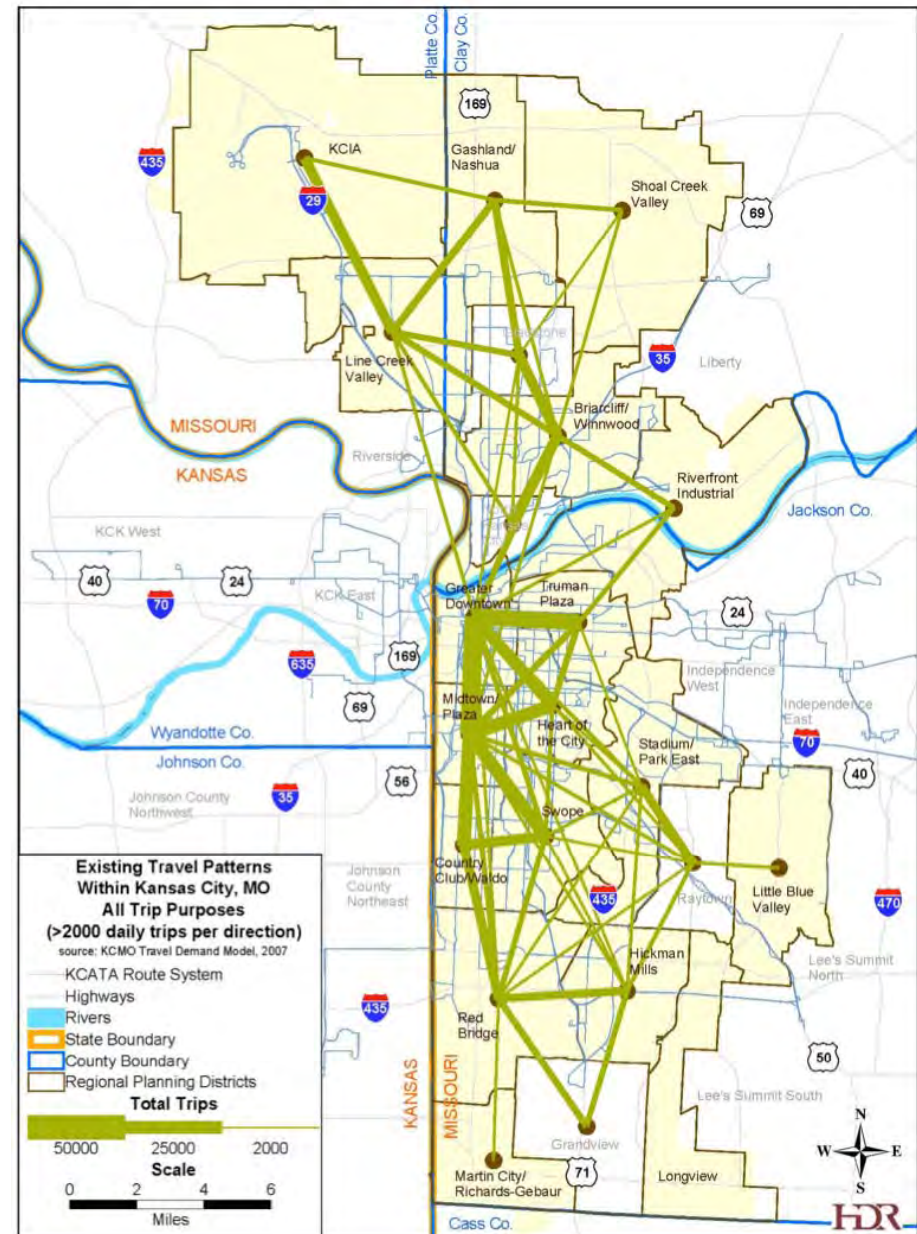 Platte Co.
Clay Co.
169
KCIA
Gashland/
Nashua
435
29
Shoal Creek
Valley
69
Gladstone
Line Creek
Valley
35
Liberty
Briarcliff/
Winnwood
MISSOURI
KANSAS
Riverside
Riverfront
Industrial
Jackson Co.
KCK West
40
24
70
KCK East
Greater
Downtown
Truman
Plaza
24
169
635
69
Independence
West
Independence
East
Midtown/
Plaza
Heart of
the City
Wyandotte Co.
Johnson Co.
Stadium/
Park East
70
40
56
35
Johnson County
Northwest
Swope
Country
Club/Waldo
Johnson
County
Northeast
Raytown
Little Blue
Valley
435
470
Lee's Summit
North
Hickman
Mills
Red
Bridge
435
50
KANSAS
MISSOURI
Lee's Summit South
Grandview
71
Martin City/
Richards-Gebaur
Longview
Cass Co.
Existing Travel Patterns
Within Kansas City, MO
All Trip Purposes
(>2000 daily trips per direction)
source: KCMO Travel Demand Model, 2007
KCATA Route System
Highways
Rivers
State Boundary
County Boundary
Regional Planning Districts
Total Trips
50000 25000 2000
Scale
0 2 4 6
Miles
N
W E
S
HDR